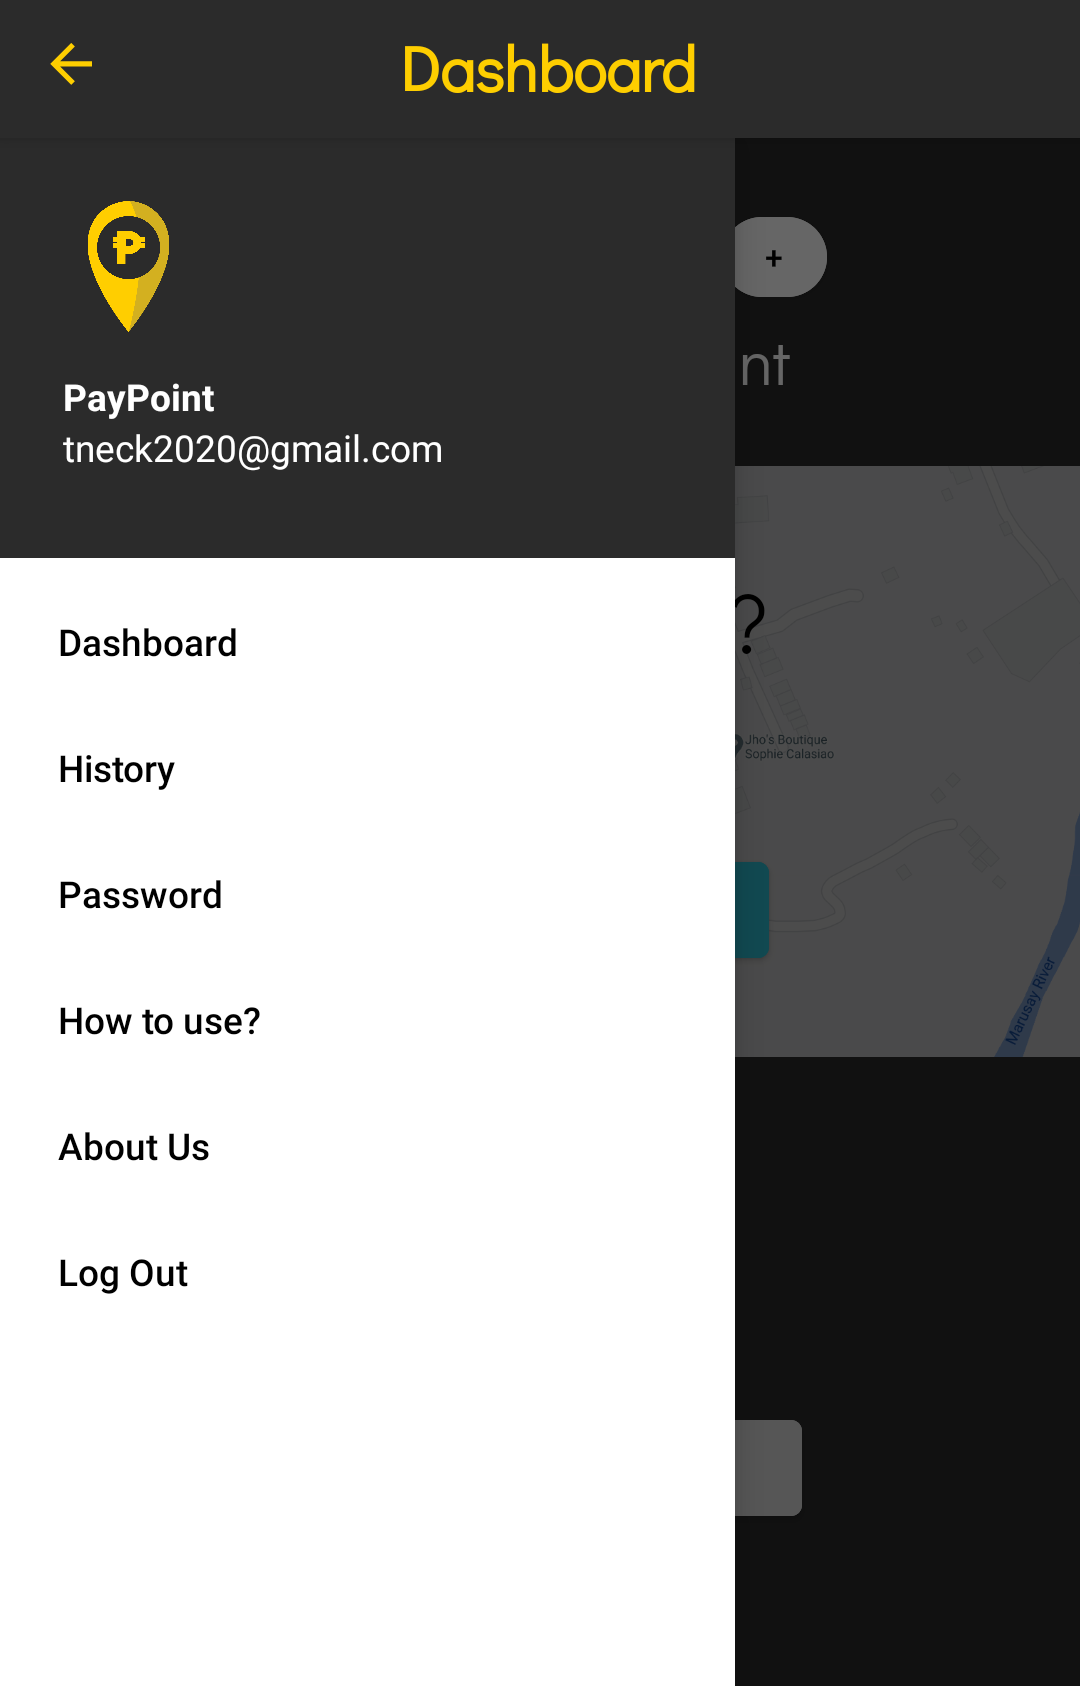 Dashboard
PayPoint
tneck2020@gmail.com
Dashboard
History
Password
How to use?
About Us
Log Out
+
nt
?
Jho's Boutique
Sophie Calasiao
Marusay River